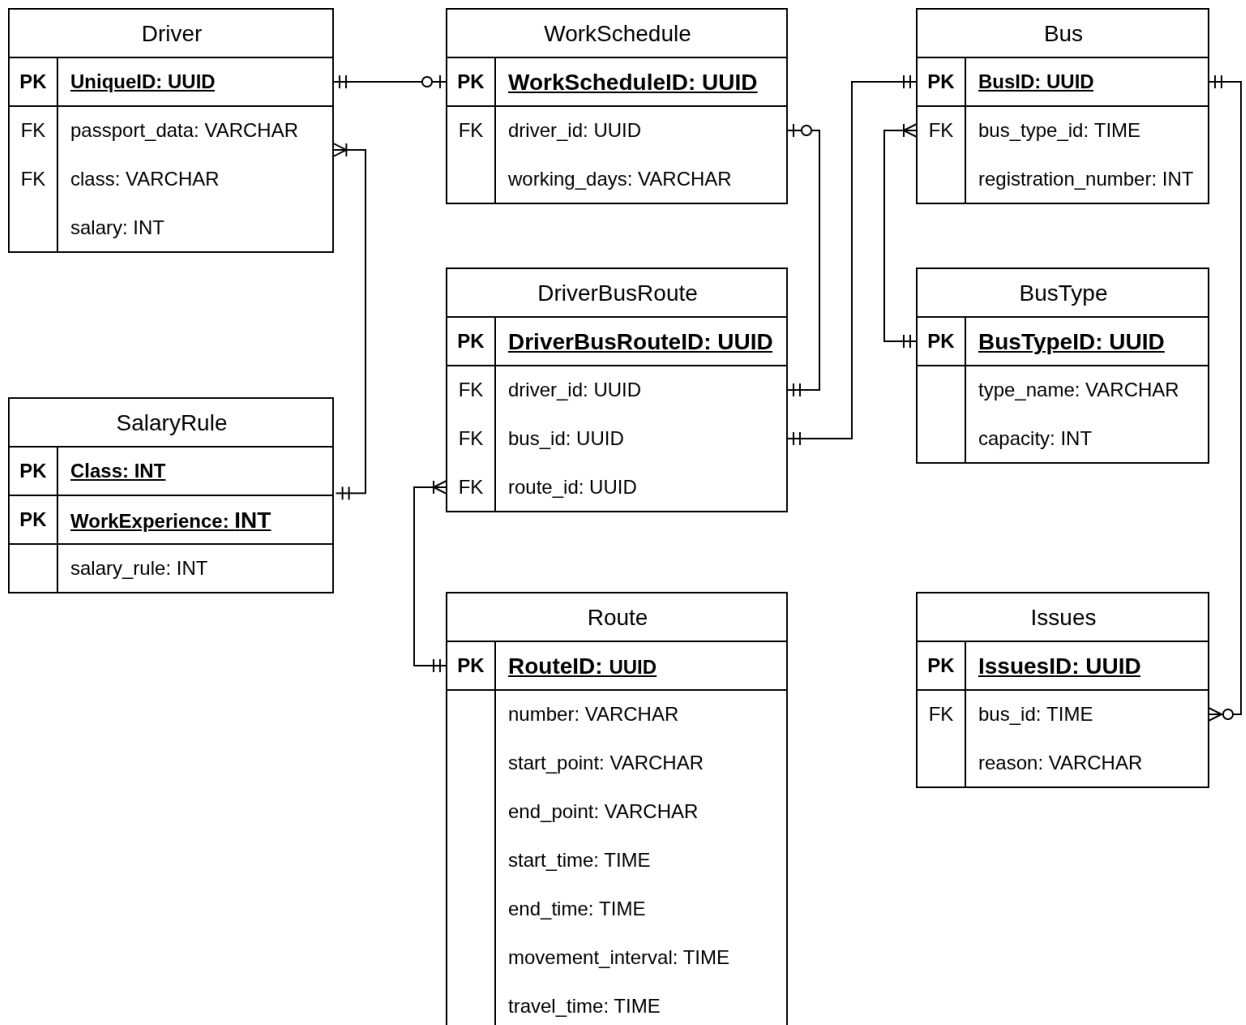 Driver
PK UniqueID: UUID
FK passport_data: VARCHAR
FK class: VARCHAR
salary: INT
WorkSchedule
PK WorkScheduleID: UUID
FK driver_id: UUID
working_days: VARCHAR
Bus
PK BusID: UUID
FK bus_type_id: TIME
registration_number: INT
DriverBusRoute
PK DriverBusRouteID: UUID
FK driver_id: UUID
FK bus_id: UUID
FK route_id: UUID
BusType
PK BusTypeID: UUID
type_name: VARCHAR
capacity: INT
SalaryRule
PK Class: INT
PK WorkExperience: INT
salary_rule: INT
Route
PK RouteID: UUID
number: VARCHAR
start_point: VARCHAR
end_point: VARCHAR
start_time: TIME
end_time: TIME
movement_interval: TIME
travel_time: TIME
Issues
PK IssuesID: UUID
FK bus_id: TIME
reason: VARCHAR